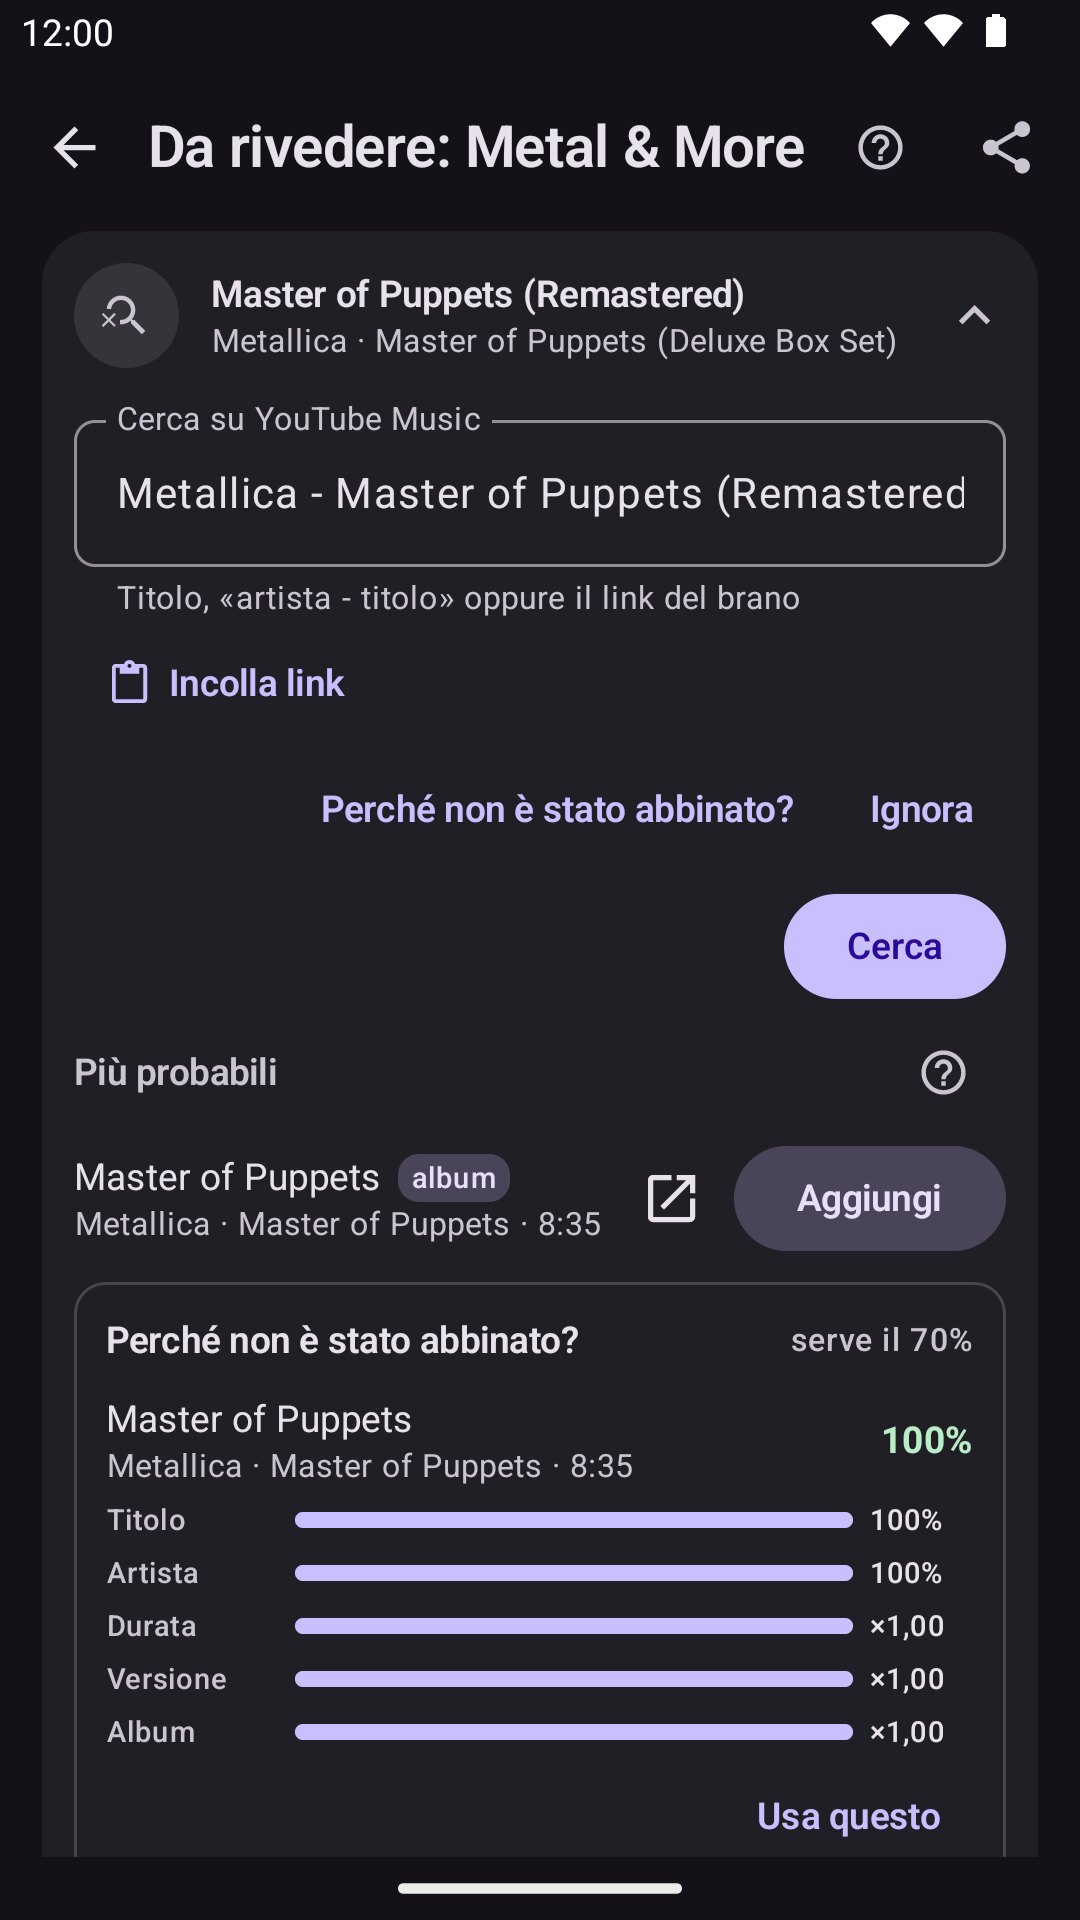 12:00
Da rivedere: Metal & More
Master of Puppets (Remastered)
Metallica · Master of Puppets (Deluxe Box Set)
Cerca su YouTube Music
Metallica - Master of Puppets (Remastered
Titolo, «artista - titolo» oppure il link del brano
Incolla link
Perché non è stato abbinato? Ignora
Cerca
Più probabili
Master of Puppets album
Metallica · Master of Puppets · 8:35
Aggiungi
Perché non è stato abbinato? serve il 70%
Master of Puppets
Metallica · Master of Puppets · 8:35
100%
Titolo 100%
Artista 100%
Durata ×1,00
Versione ×1,00
Album ×1,00
Usa questo